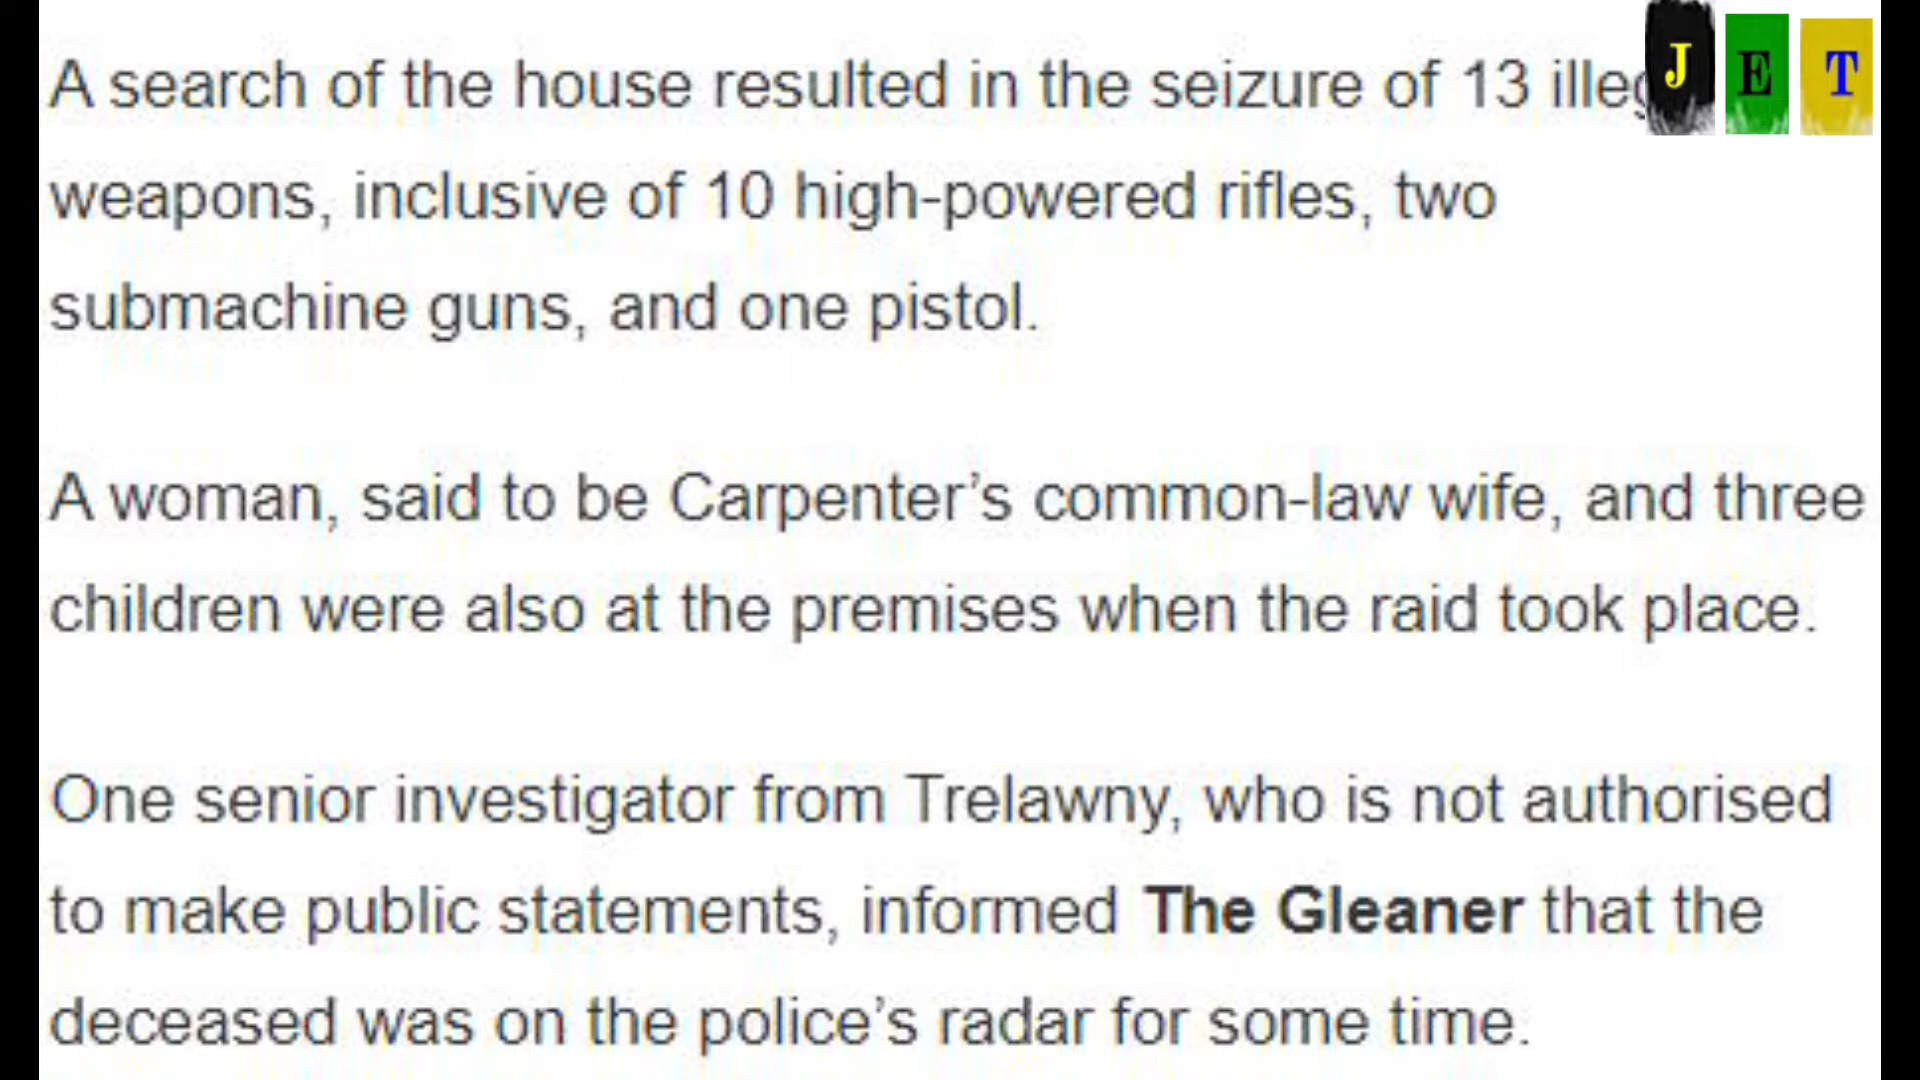 A search of the house resulted in the seizure of 13
weapons, inclusive of 10 high-powered rifles, two
submachine guns, and one pistol.
A woman, said to be Carpenter's common-law wife, and three
children were also at the premises when the raid took place.
One senior investigator from Trelawny, who is not authorised
to make public statements, informed The Gleaner that the
deceased was on the police's radar for some time.
J E T